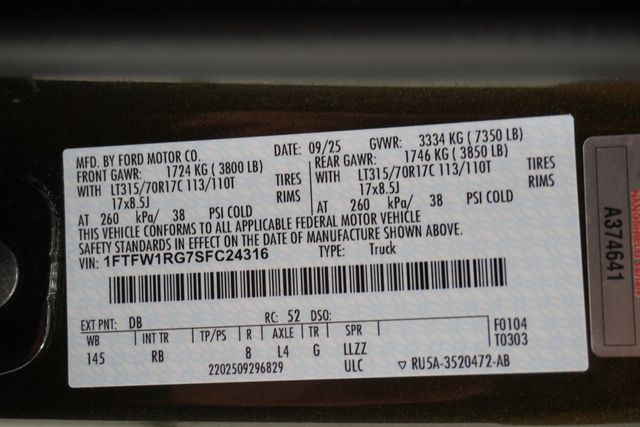 MFD. BY FORD MOTOR CO.
DATE: 09/25
GVWR: 3334 KG ( 7350 LB)
FRONT GAWR: 1724 KG ( 3800 LB)
REAR GAWR: 1746 KG ( 3850 LB)
WITH LT315/70R17C 113/110T TIRES
WITH LT315/70R17C 113/110T TIRES
17x8.5J RIMS
17x8.5J RIMS
AT 260 kPa/ 38 PSI COLD
AT 260 kPa/ 38 PSI COLD
THIS VEHICLE CONFORMS TO ALL APPLICABLE FEDERAL MOTOR VEHICLE
SAFETY STANDARDS IN EFFECT ON THE DATE OF MANUFACTURE SHOWN ABOVE.
VIN: 1FTFW1RG7SFC24316
TYPE: Truck
EXT PNT: DB RC: 52 DSO:
WB INT TR TP/PS R AXLE TR SPR
145 RB 8 L4 G LLZZ
F0104
T0303
2202509296829 ULC
RU5A-3520472-AB
A374641